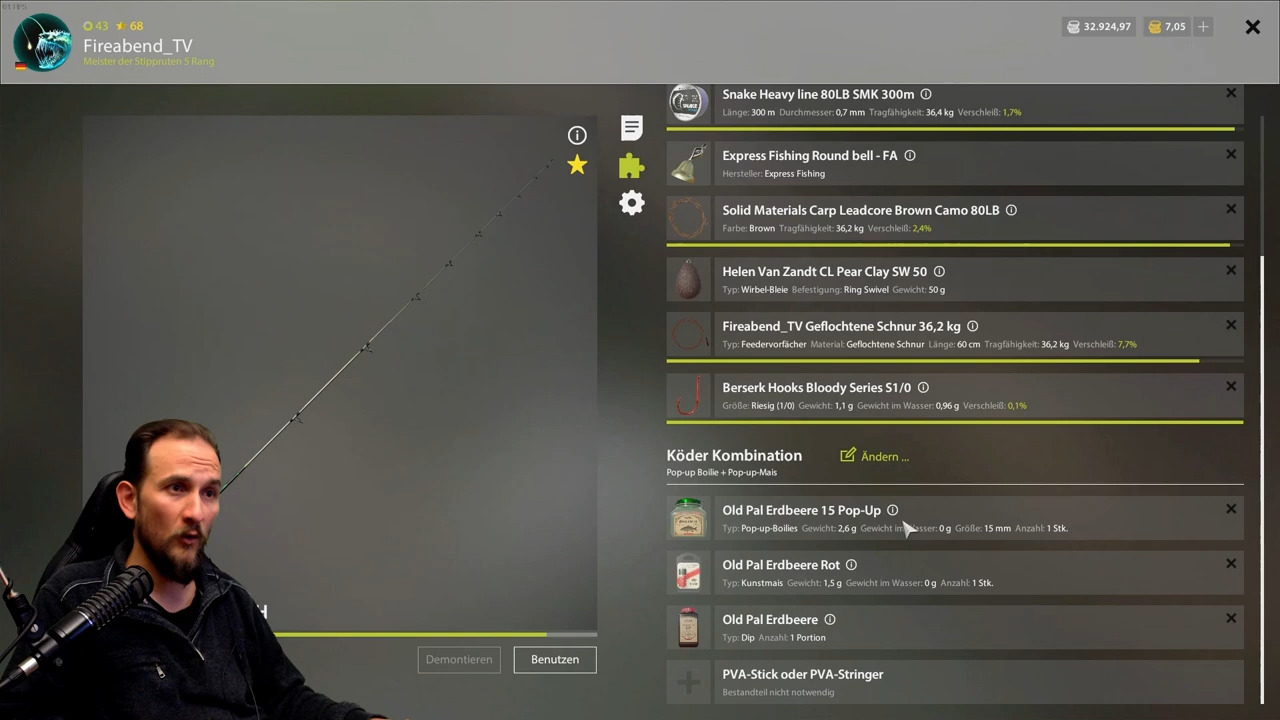 61 FPS
43 68
Fireabend_TV
Meister der Stippruten 5 Rang
32.924,97
7,05
Snake Heavy line 80LB SMK 300m
Länge: 300 m Durchmesser: 0,7 mm Tragfähigkeit: 36,4 kg Verschleiß: 1,7%
Express Fishing Round bell - FA
Hersteller: Express Fishing
Solid Materials Carp Leadcore Brown Camo 80LB
Farbe: Brown Tragfähigkeit: 36,2 kg Verschleiß: 2,4%
Helen Van Zandt CL Pear Clay SW 50
Typ: Wirbel-Bleie Befestigung: Ring Swivel Gewicht: 50 g
Fireabend_TV Geflochtene Schnur 36,2 kg
Typ: Feedervorfächer Material: Geflochtene Schnur Länge: 60 cm Tragfähigkeit: 36,2 kg Verschleiß: 7,7%
Berserk Hooks Bloody Series S1/0
Größe: Riesig (1/0) Gewicht: 1,1 g Gewicht im Wasser: 0,96 g Verschleiß: 0,1%
Köder Kombination
Ändern ...
Pop-up Boilie + Pop-up-Mais
Old Pal Erdbeere 15 Pop-Up
Typ: Pop-up-Boilies Gewicht: 2,6 g Gewicht im Wasser: 0 g Größe: 15 mm Anzahl: 1 Stk.
Old Pal Erdbeere Rot
Typ: Kunstmais Gewicht: 1,5 g Gewicht im Wasser: 0 g Anzahl: 1 Stk.
Old Pal Erdbeere
Typ: Dip Anzahl: 1 Portion
PVA-Stick oder PVA-Stringer
Bestandteil nicht notwendig
H
Demontieren
Benutzen